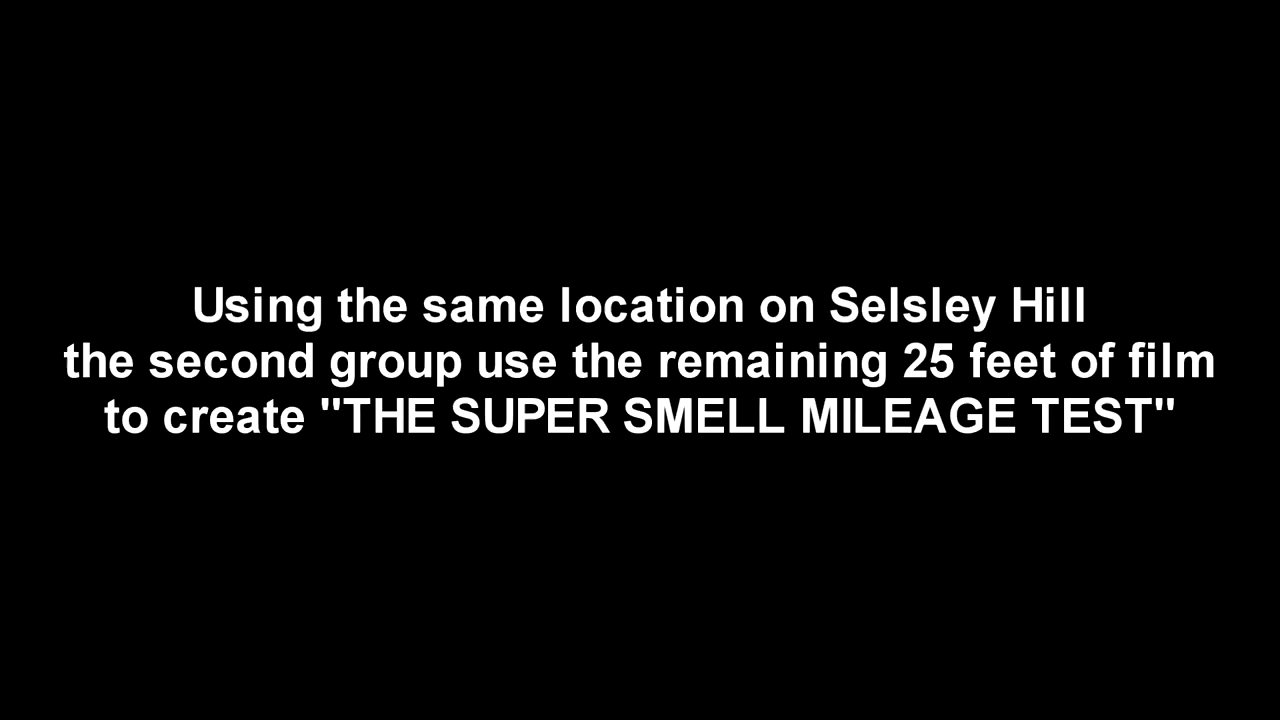 Using the same location on Selsley Hill
the second group use the remaining 25 feet of film
to create "THE SUPER SMELL MILEAGE TEST"